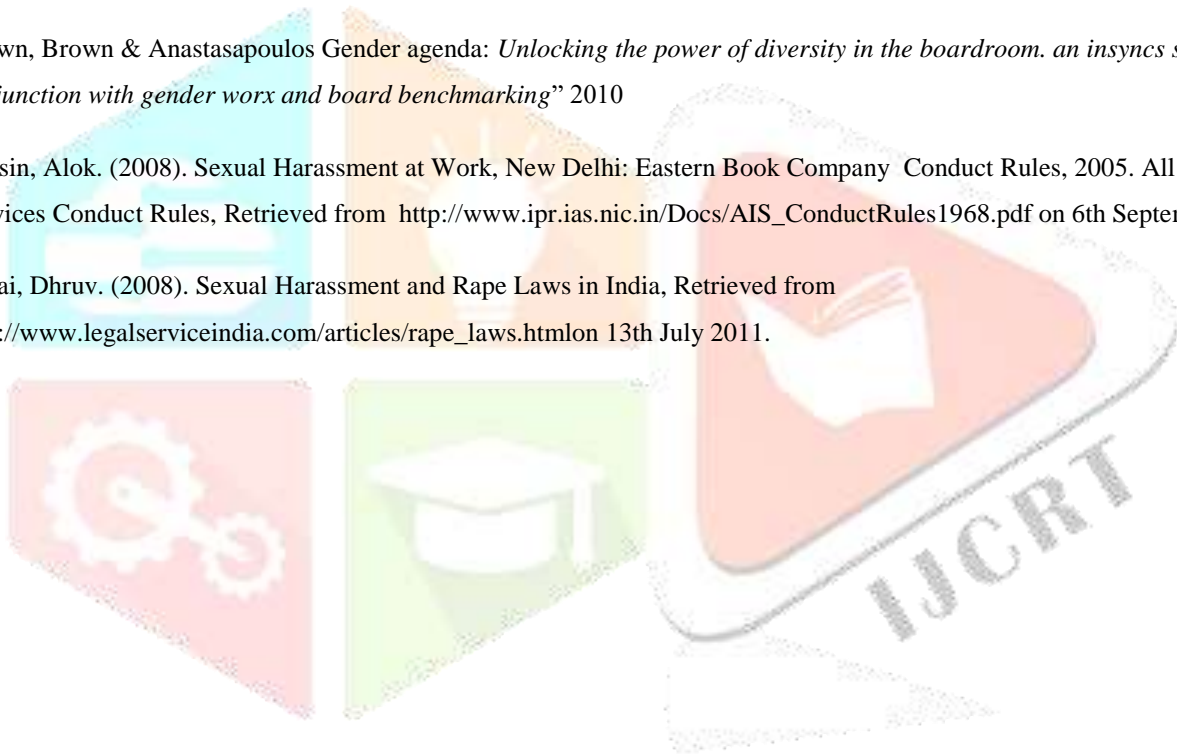 wn, Brown & Anastasapoulos Gender agenda: Unlocking the power of diversity in the boardroom. an insyncs s
junction with gender worx and board benchmarking” 2010
sin, Alok. (2008). Sexual Harassment at Work, New Delhi: Eastern Book Company Conduct Rules, 2005. All
vices Conduct Rules, Retrieved from http://www.ipr.ias.nic.in/Docs/AIS_ConductRules1968.pdf on 6th Septer
ai, Dhruv. (2008). Sexual Harassment and Rape Laws in India, Retrieved from
://www.legalserviceindia.com/articles/rape_laws.htmlon 13th July 2011.
IJCRT